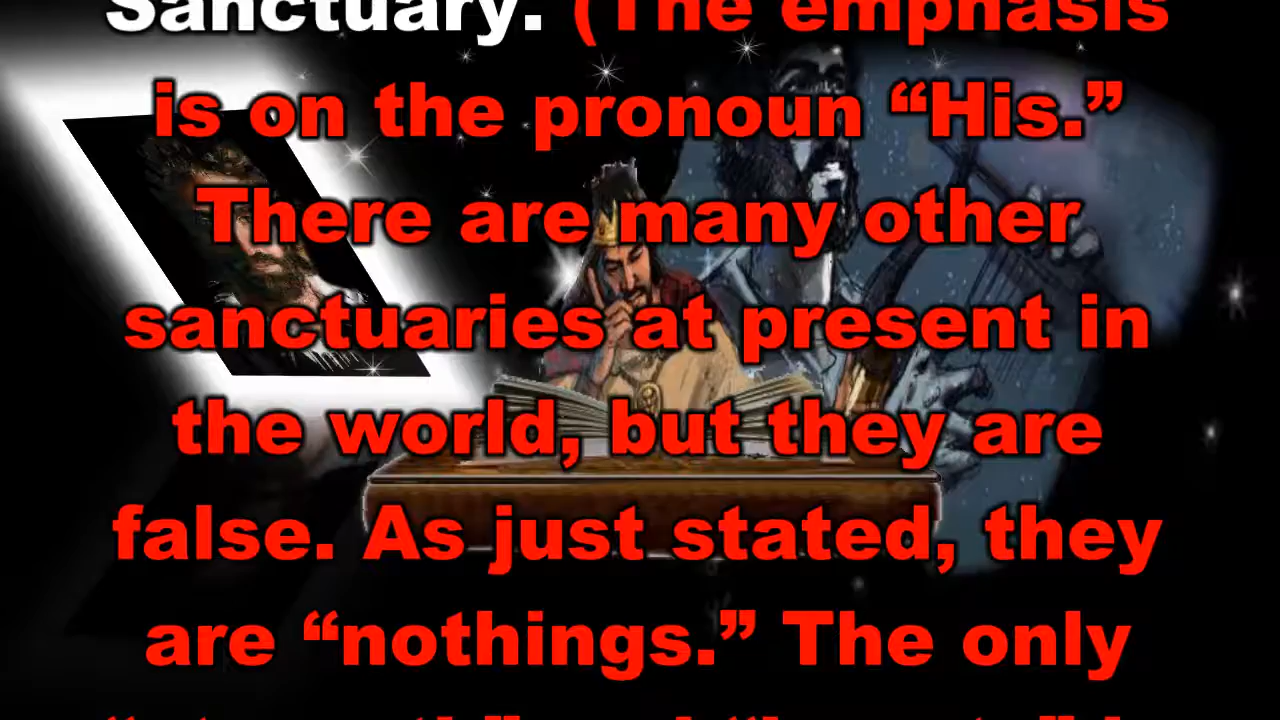 Sanctuary. (The emphasis
is on the pronoun “His.”
There are many other
sanctuaries at present in
the world, but they are
false. As just stated, they
are “nothings.” The only